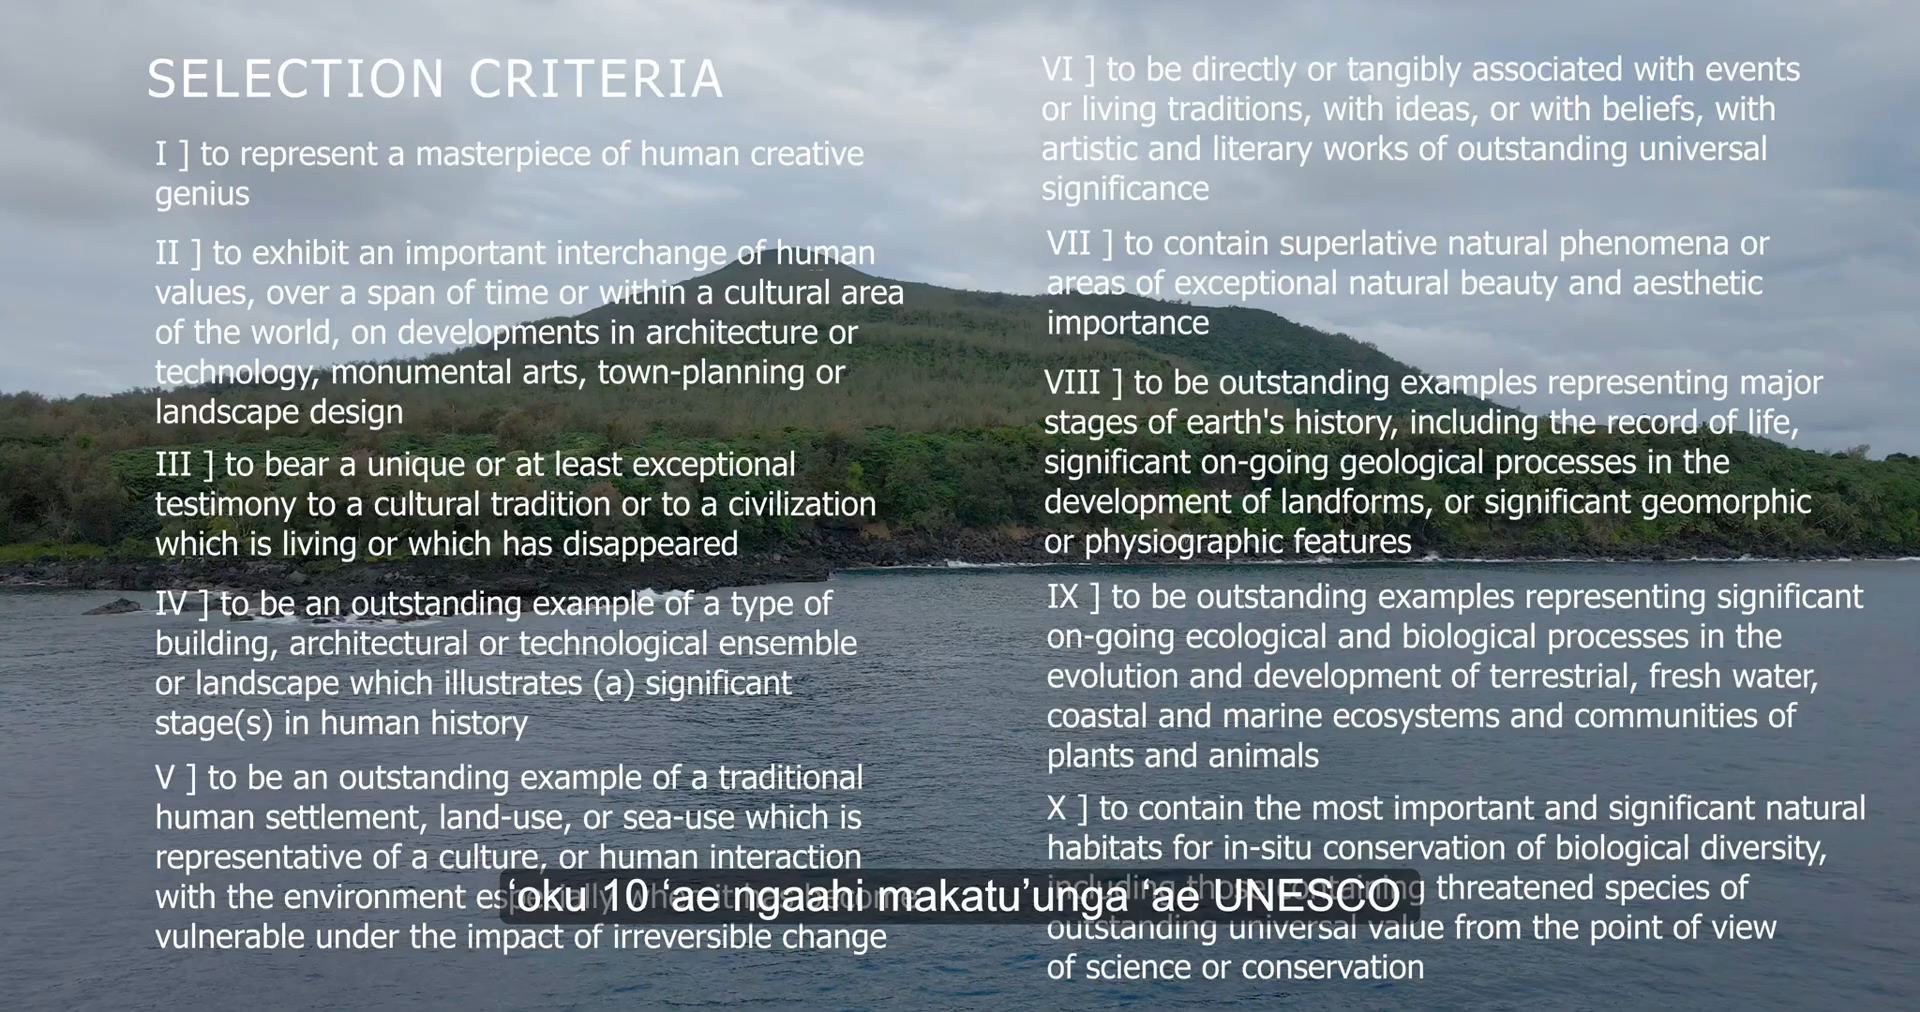 SELECTION CRITERIA
I ] to represent a masterpiece of human creative
genius
II ] to exhibit an important interchange of human
values, over a span of time or within a cultural area
of the world, on developments in architecture or
technology, monumental arts, town-planning or
landscape design
III ] to bear a unique or at least exceptional
testimony to a cultural tradition or to a civilization
which is living or which has disappeared
IV ] to be an outstanding example of a type of
building, architectural or technological ensemble
or landscape which illustrates (a) significant
stage(s) in human history
V ] to be an outstanding example of a traditional
human settlement, land-use, or sea-use which is
representative of a culture, or human interaction
with the environment especially when it has become
vulnerable under the impact of irreversible change
VI ] to be directly or tangibly associated with events
or living traditions, with ideas, or with beliefs, with
artistic and literary works of outstanding universal
significance
VII ] to contain superlative natural phenomena or
areas of exceptional natural beauty and aesthetic
importance
VIII ] to be outstanding examples representing major
stages of earth's history, including the record of life,
significant on-going geological processes in the
development of landforms, or significant geomorphic
or physiographic features
IX ] to be outstanding examples representing significant
on-going ecological and biological processes in the
evolution and development of terrestrial, fresh water,
coastal and marine ecosystems and communities of
plants and animals
X ] to contain the most important and significant natural
habitats for in-situ conservation of biological diversity,
including those containing threatened species of
outstanding universal value from the point of view
of science or conservation
‘oku 10 ‘ae ngaahi makatu’unga ‘ae UNESCO